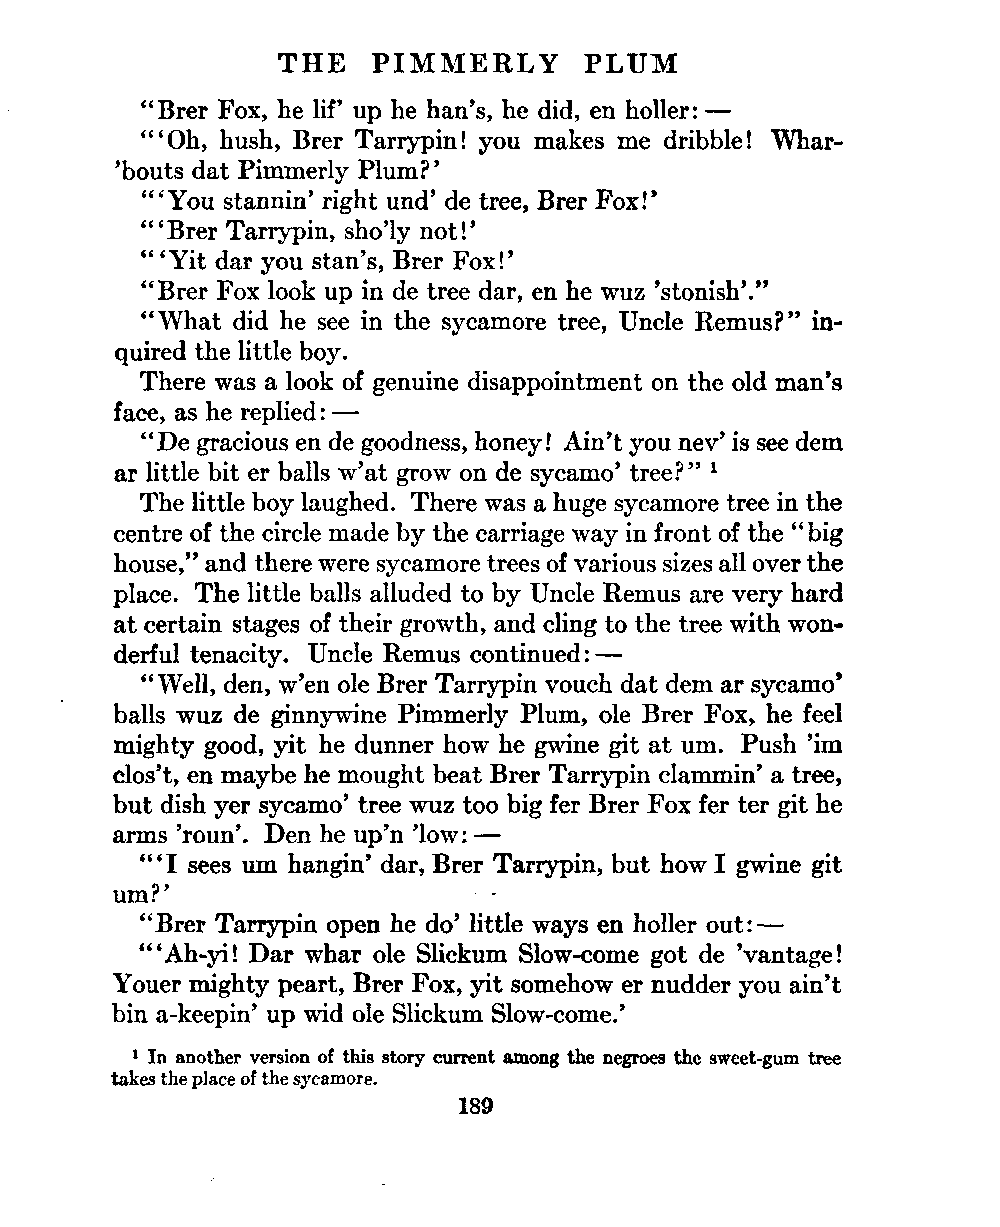 THE PIMMERLY PLUM
“Brer Fox, he lif’ up he han’s, he did, en holler: —
“‘Oh, hush, Brer Tarrypin! you makes me dribble! Whar-
’bouts dat Pimmerly Plum?’
“‘You stannin’ right und’ de tree, Brer Fox!’
“‘Brer Tarrypin, sho’ly not!’
“‘Yit dar you stan’s, Brer Fox!’
“Brer Fox look up in de tree dar, en he wuz ’stonish’.”
“What did he see in the sycamore tree, Uncle Remus?” in-
quired the little boy.
There was a look of genuine disappointment on the old man’s
face, as he replied: —
“De gracious en de goodness, honey! Ain’t you nev’ is see dem
ar little bit er balls w’at grow on de sycamo’ tree?” ¹
The little boy laughed. There was a huge sycamore tree in the
centre of the circle made by the carriage way in front of the “big
house,” and there were sycamore trees of various sizes all over the
place. The little balls alluded to by Uncle Remus are very hard
at certain stages of their growth, and cling to the tree with won-
derful tenacity. Uncle Remus continued: —
“Well, den, w’en ole Brer Tarrypin vouch dat dem ar sycamo’
balls wuz de ginnywine Pimmerly Plum, ole Brer Fox, he feel
mighty good, yit he dunner how he gwine git at um. Push ’im
clos’t, en maybe he mought beat Brer Tarrypin clammin’ a tree,
but dish yer sycamo’ tree wuz too big fer Brer Fox fer ter git he
arms ’roun’. Den he up’n ’low: —
“‘I sees um hangin’ dar, Brer Tarrypin, but how I gwine git
um?’
“Brer Tarrypin open he do’ little ways en holler out: —
“‘Ah-yi! Dar whar ole Slickum Slow-come got de ’vantage!
Youer mighty peart, Brer Fox, yit somehow er nudder you ain’t
bin a-keepin’ up wid ole Slickum Slow-come.’
¹ In another version of this story current among the negroes the sweet-gum tree
takes the place of the sycamore.
189